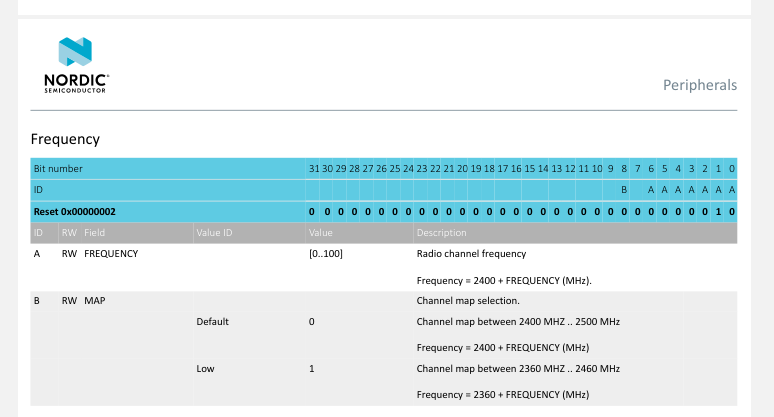 NORDIC®
SEMICONDUCTOR
Peripherals
Frequency
Bit number 31 30 29 28 27 26 25 24 23 22 21 20 19 18 17 16 15 14 13 12 11 10 9 8 7 6 5 4 3 2 1 0
ID B A A A A A A A
Reset 0x00000002 0 0 0 0 0 0 0 0 0 0 0 0 0 0 0 0 0 0 0 0 0 0 0 0 0 0 0 0 0 0 1 0
ID RW Field Value ID Value Description
A RW FREQUENCY [0..100] Radio channel frequency
Frequency = 2400 + FREQUENCY (MHz).
B RW MAP Channel map selection.
Default 0 Channel map between 2400 MHZ .. 2500 MHz
Frequency = 2400 + FREQUENCY (MHz)
Low 1 Channel map between 2360 MHZ .. 2460 MHz
Frequency = 2360 + FREQUENCY (MHz)